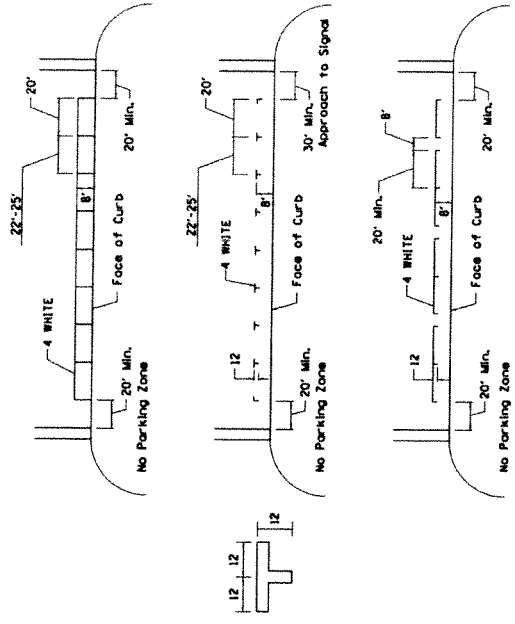 20'
22'-25'
8'
4 WHITE
Face of Curb
20' Min.
No Parking Zone
20' Min.
20'
22'-25'
8'
4 WHITE
12
Face of Curb
20' Min.
No Parking Zone
30' Min.
Approach to Signal
12
12
12
8'
20' Min.
8'
4 WHITE
12
Face of Curb
20' Min.
No Parking Zone
20' Min.